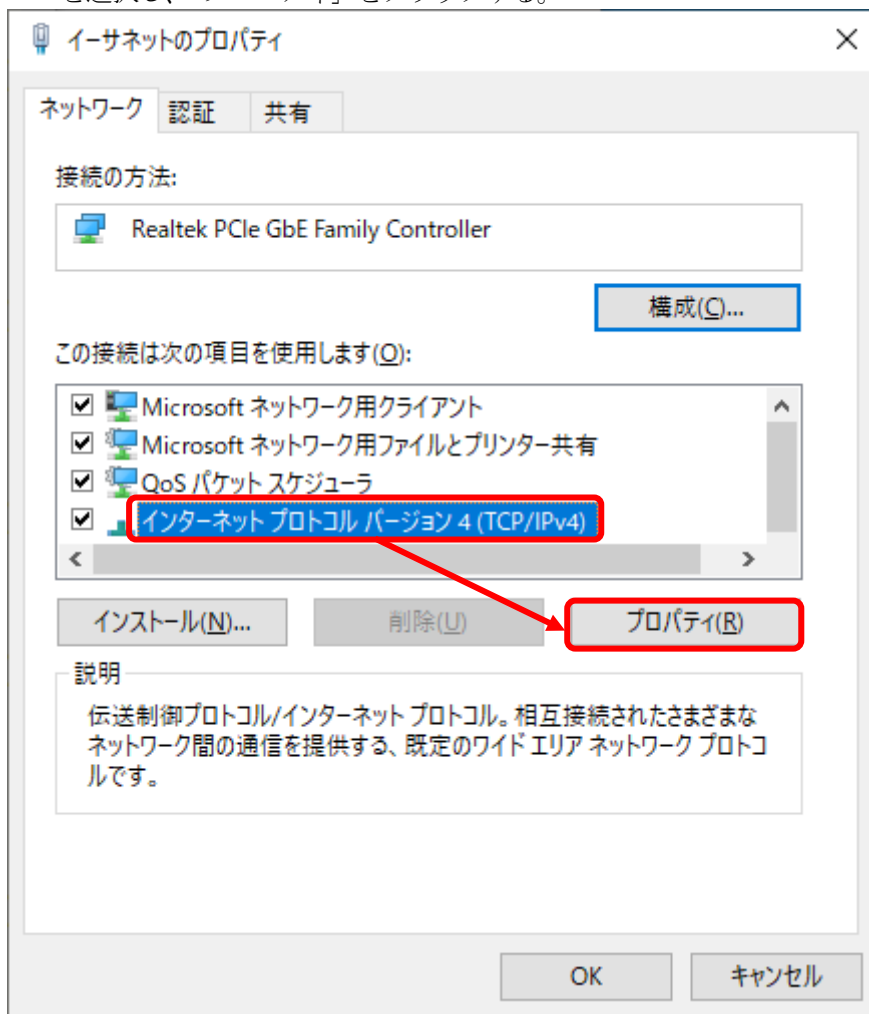 イーサネットのプロパティ
ネットワーク 認証 共有
接続の方法:
Realtek PCIe GbE Family Controller
構成(C)...
この接続は次の項目を使用します(O):
Microsoft ネットワーク用クライアント
Microsoft ネットワーク用ファイルとプリンター共有
QoS パケット スケジューラ
インターネット プロトコル バージョン 4 (TCP/IPv4)
インストール(N)... 削除(U) プロパティ(R)
説明
伝送制御プロトコル/インターネット プロトコル。相互接続されたさまざまな
ネットワーク間の通信を提供する、既定のワイド エリア ネットワーク プロトコ
ルです。
OK キャンセル